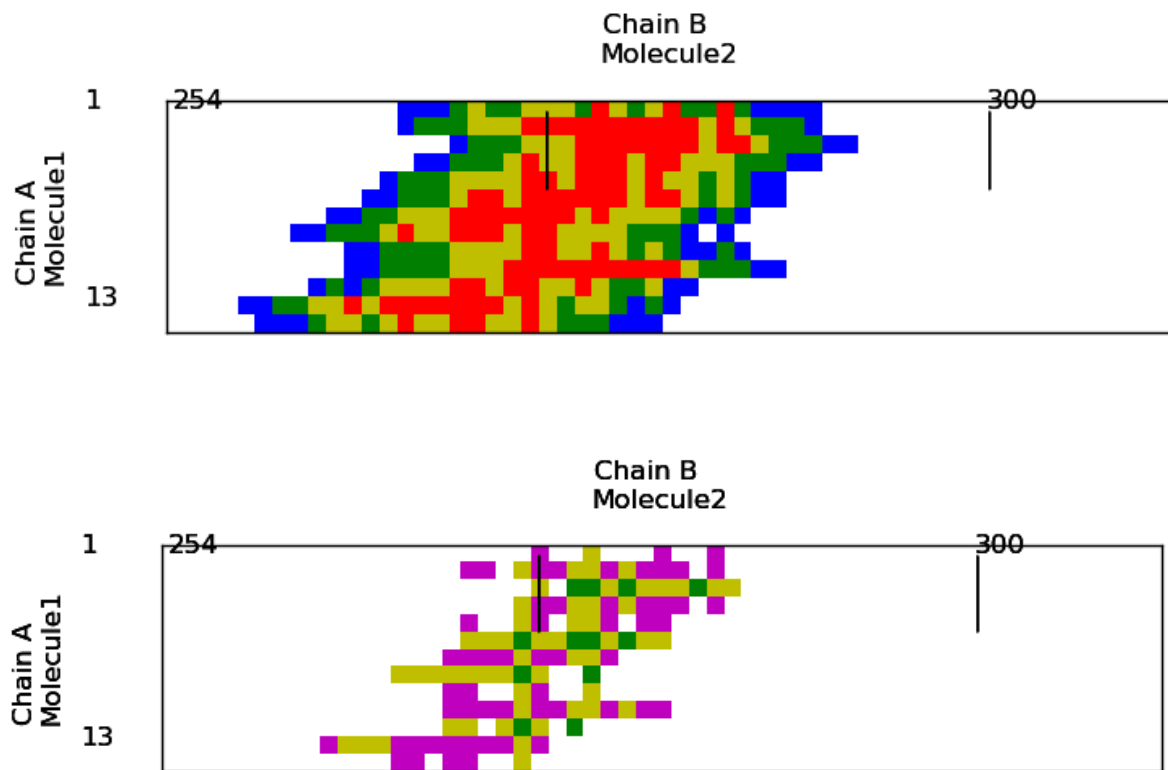 Chain B
Molecule2
1
254
300
Chain A
Molecule1
13
Chain B
Molecule2
1
254
300
Chain A
Molecule1
13